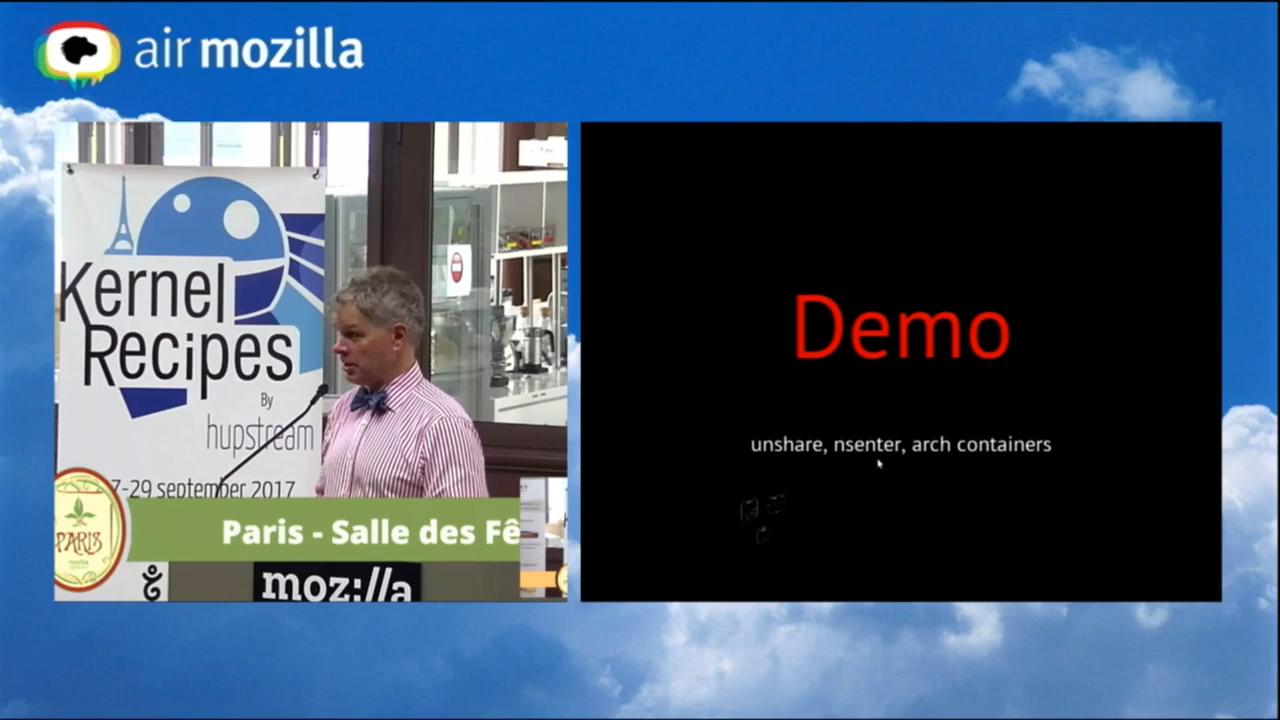 air mozilla
Kernel
Recipes
By
hupstream
7-29 september 2017
PARIS
mozilla
Paris - Salle des Fê
moz://a
Demo
unshare, nsenter, arch containers